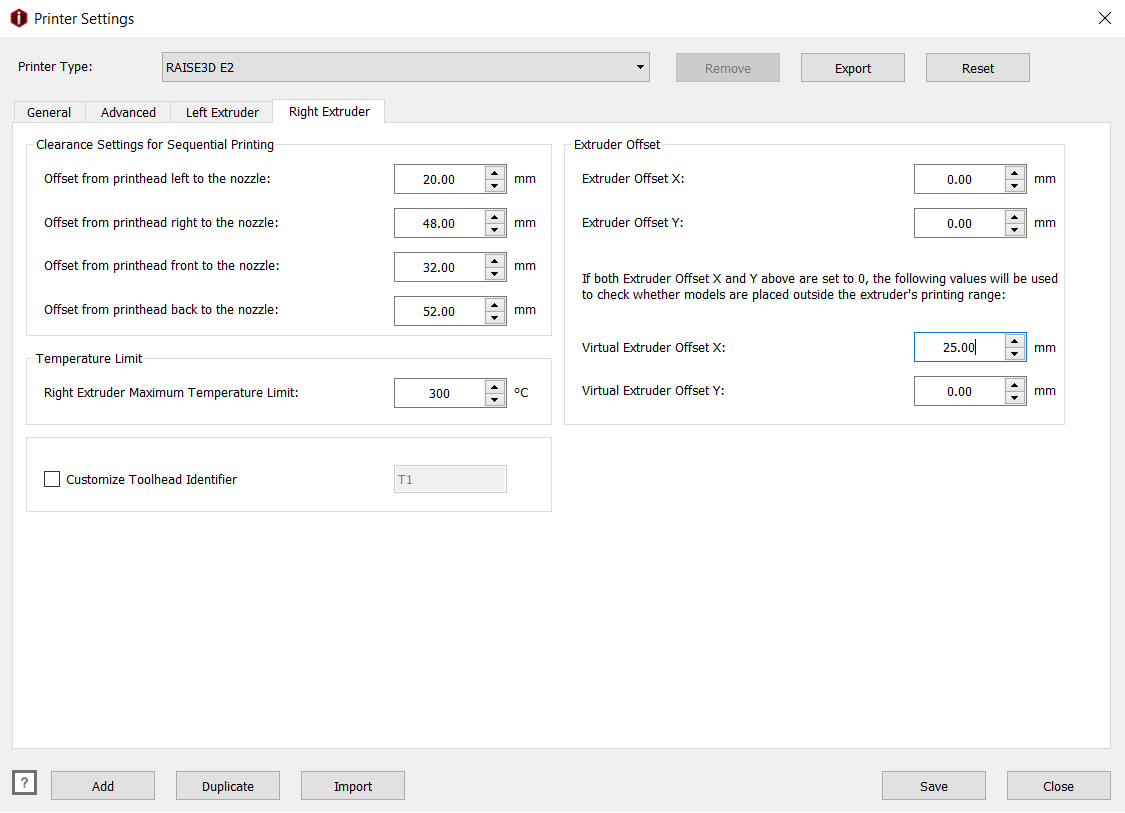 Printer Settings
Printer Type:
RAISE3D E2
Remove
Export
Reset
General
Advanced
Left Extruder
Right Extruder
Clearance Settings for Sequential Printing
Offset from printhead left to the nozzle:
20.00
mm
Offset from printhead right to the nozzle:
48.00
mm
Offset from printhead front to the nozzle:
32.00
mm
Offset from printhead back to the nozzle:
52.00
mm
Temperature Limit
Right Extruder Maximum Temperature Limit:
300
ºC
Customize Toolhead Identifier
T1
Extruder Offset
Extruder Offset X:
0.00
mm
Extruder Offset Y:
0.00
mm
If both Extruder Offset X and Y above are set to 0, the following values will be used
to check whether models are placed outside the extruder's printing range:
Virtual Extruder Offset X:
25.00
mm
Virtual Extruder Offset Y:
0.00
mm
?
Add
Duplicate
Import
Save
Close